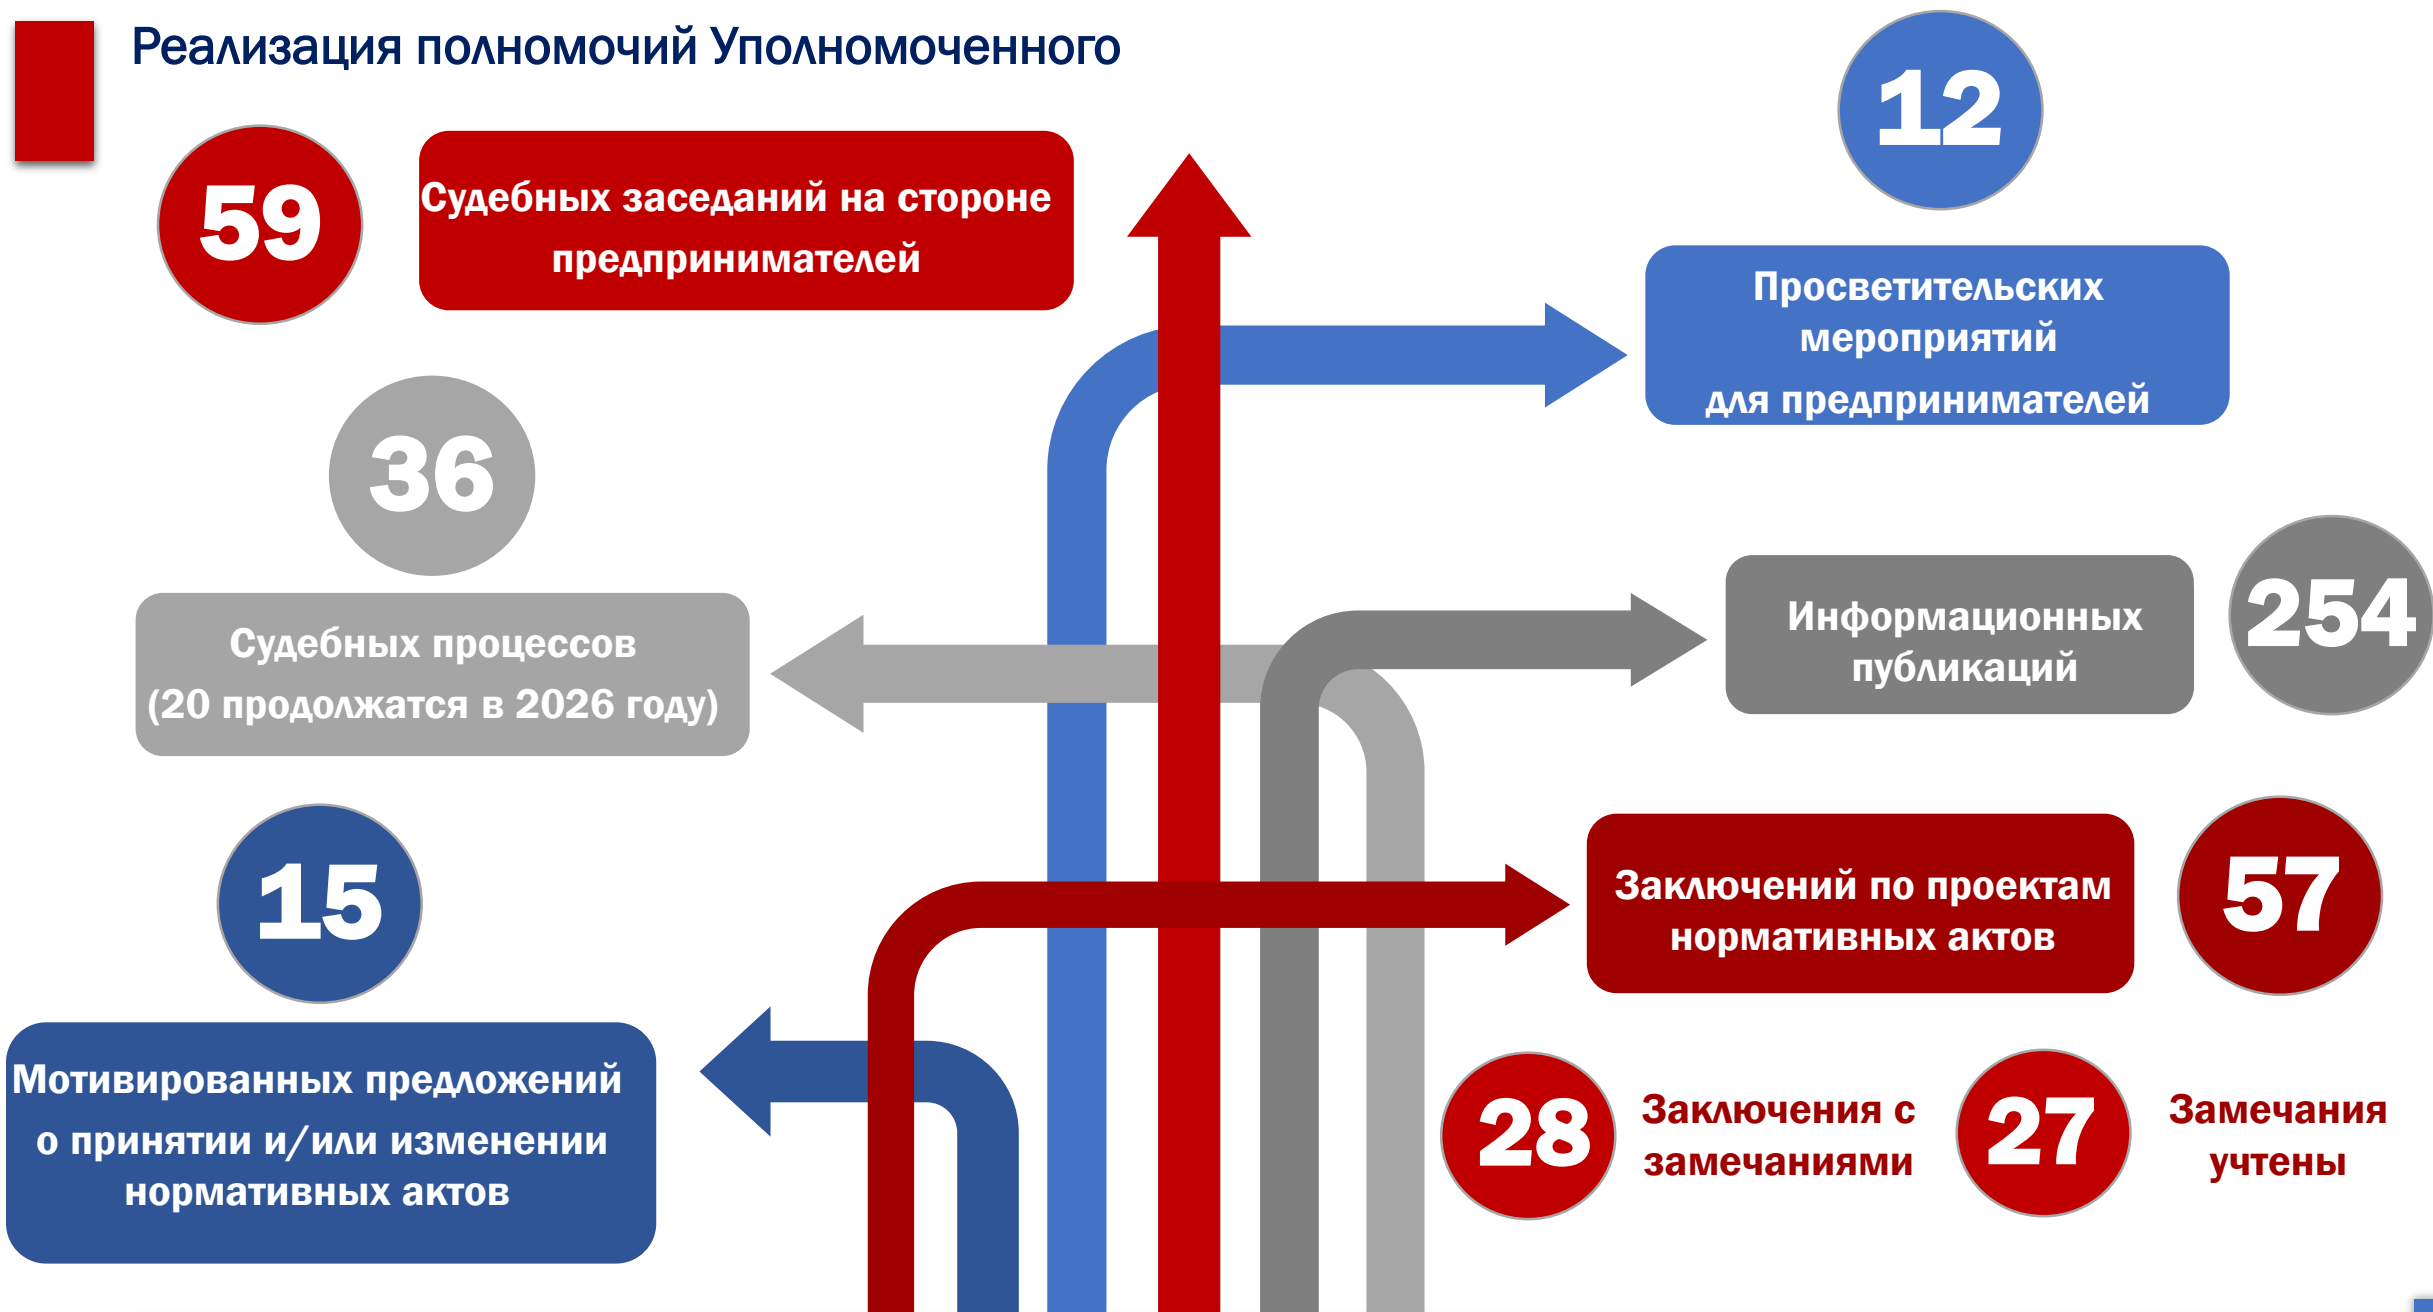 Реализация полномочий Уполномоченного
59
Судебных заседаний на стороне
предпринимателей
12
Просветительских
мероприятий
для предпринимателей
36
Судебных процессов
(20 продолжатся в 2026 году)
Информационных
публикаций
254
15
Мотивированных предложений
о принятии и/или изменении
нормативных актов
Заключений по проектам
нормативных актов
57
28
Заключения с
замечаниями
27
Замечания
учтены